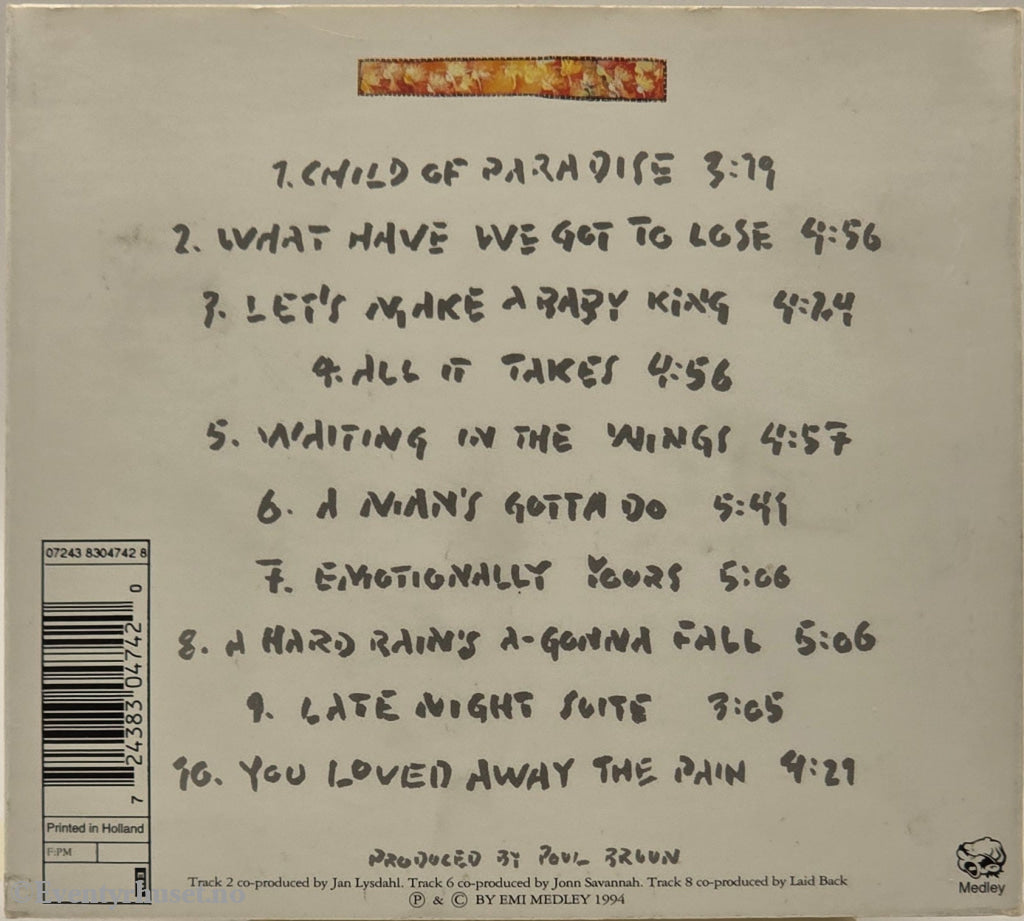 1. CHILD OF PARADISE 3:19
2. WHAT HAVE WE GOT TO LOSE 4:56
3. LET'S MAKE A BABY KING 4:24
4. ALL IT TAKES 4:56
5. WAITING IN THE WINGS 4:57
6. A MAN'S GOTTA DO 5:41
7. EMOTIONALLY YOURS 5:06
8. A HARD RAIN'S A-GONNA FALL 5:06
9. LATE NIGHT SUITE 3:05
10. YOU LOVED AWAY THE PAIN 4:29
07243 8304742 8
7 24383 04742 0
Printed in Holland
F:PM
PRODUCED BY POUL BRUUN
Track 2 co-produced by Jan Lysdahl. Track 6 co-produced by Jonn Savannah. Track 8 co-produced by Laid Back
Ⓟ & © BY EMI MEDLEY 1994
Medley
© Eventyrhuset.no